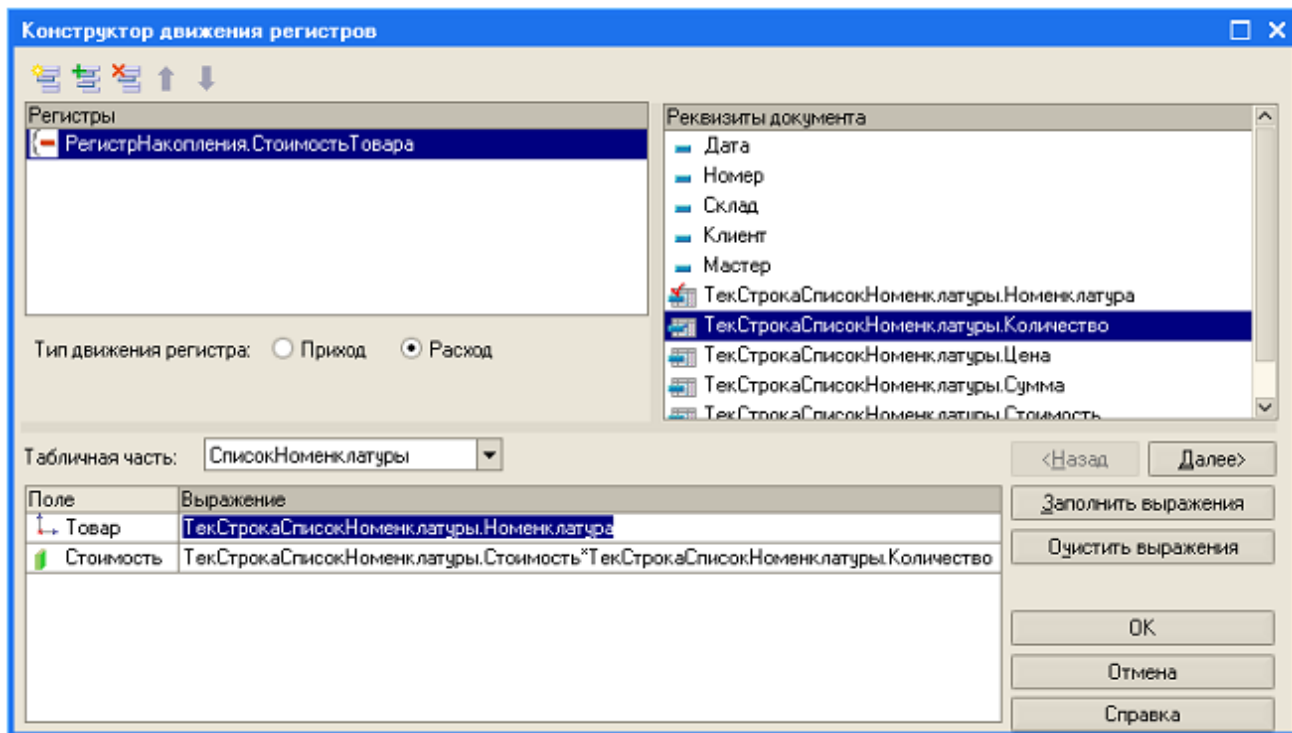 Конструктор движения регистров
Регистры
РегистрНакопления.СтоимостьТовара
Тип движения регистра: Приход Расход
Реквизиты документа
Дата
Номер
Склад
Клиент
Мастер
ТекСтрокаСписокНоменклатуры.Номенклатура
ТекСтрокаСписокНоменклатуры.Количество
ТекСтрокаСписокНоменклатуры.Цена
ТекСтрокаСписокНоменклатуры.Сумма
ТекСтрокаСписокНоменклатуры.Стоимость
Табличная часть: СписокНоменклатуры
<Назад Далее>
Поле Выражение
Товар ТекСтрокаСписокНоменклатуры.Номенклатура
Стоимость ТекСтрокаСписокНоменклатуры.Стоимость*ТекСтрокаСписокНоменклатуры.Количество
Заполнить выражения
Очистить выражения
OK
Отмена
Справка